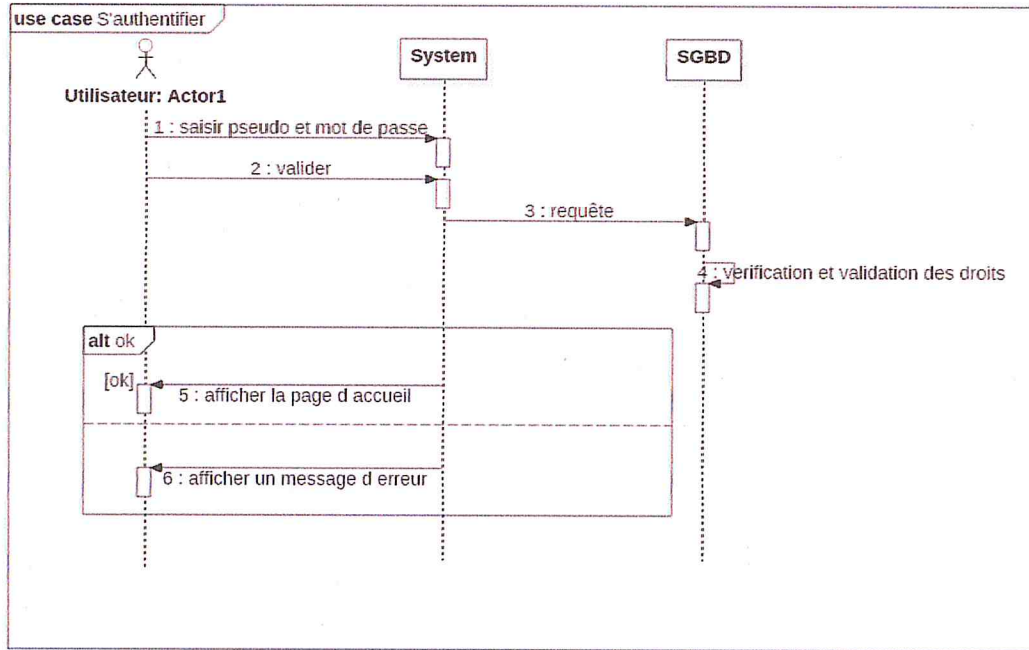 use case S'authentifier
System
SGBD
Utilisateur: Actor1
1 : saisir pseudo et mot de passe
2 : valider
3 : requête
4 : verification et validation des droits
alt ok
[ok]
5 : afficher la page d accueil
6 : afficher un message d erreur